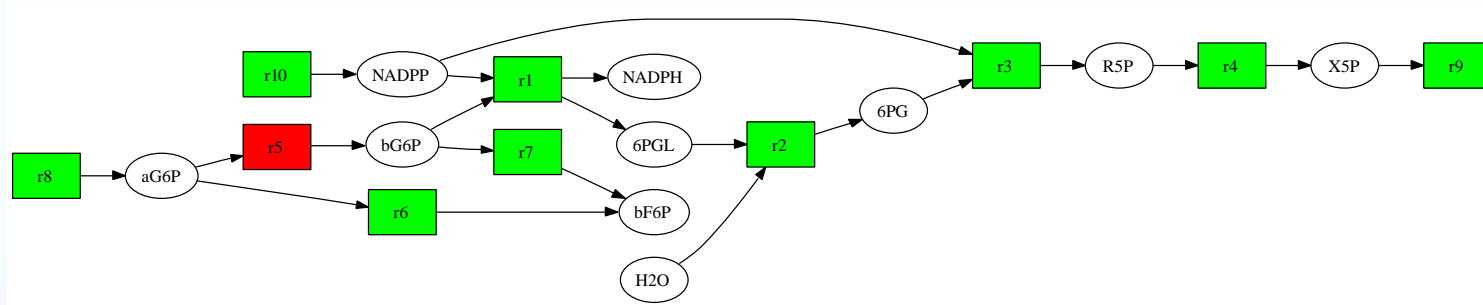 r10
NADPP
r1
NADPH
r3
R5P
r4
X5P
r9
6PG
r5
bG6P
r7
6PGL
r2
r8
aG6P
r6
bF6P
H2O